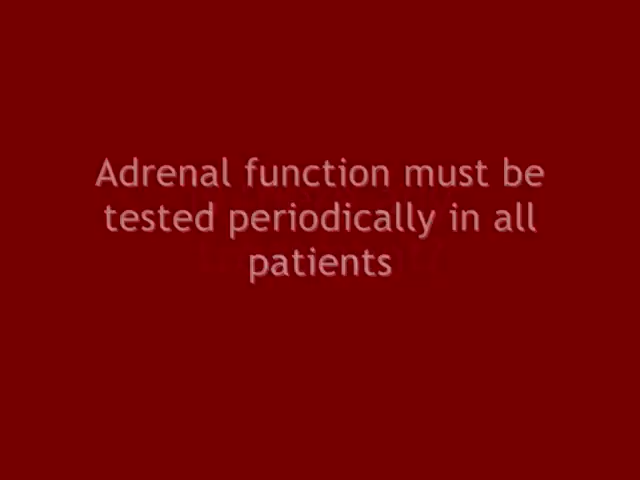 Adrenal function must be
tested periodically in all
patients